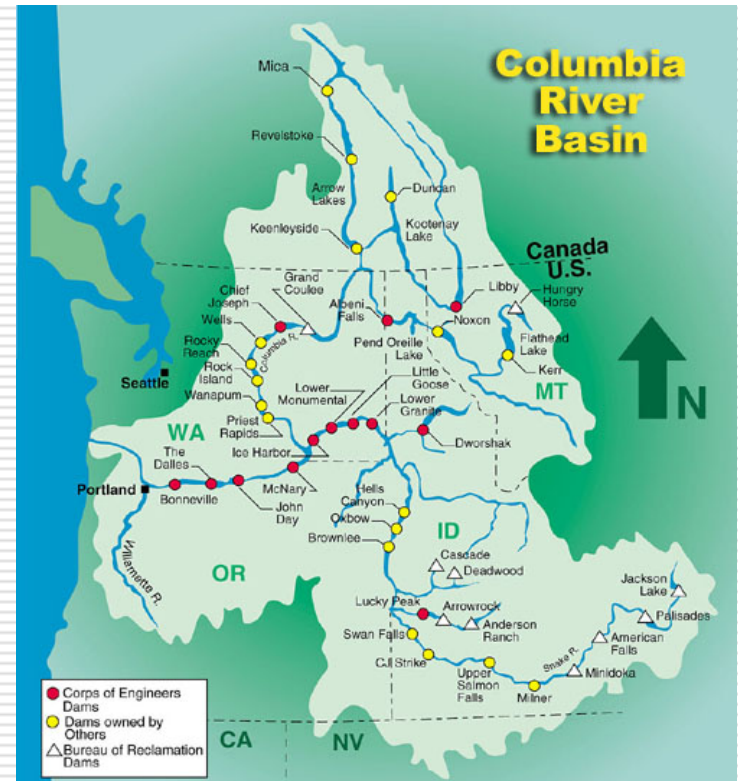 Columbia
River
Basin
Mica
Revelstoke
Arrow
Lakes
Duncan
Kootenay
Lake
Keenleyside
Canada
U.S.
Grand
Coulee
Chief
Joseph
Albeni
Falls
Libby
Hungry
Horse
Wells
Columbia R.
Noxon
Pend Oreille
Lake
Flathead
Lake
Rocky
Reach
Rock
Island
Kerr
Seattle
Wanapum
Little
Goose
Lower
Monumental
Lower
Granite
MT
N
WA
Priest
Rapids
Ice Harbor
Dworshak
The
Dalles
Portland
Bonneville
McNary
John
Day
Hells
Canyon
Oxbow
Brownlee
ID
Willamette R.
OR
Cascade
Deadwood
Jackson
Lake
Lucky Peak
Arrowrock
Palisades
Anderson
Ranch
Swan Falls
American
Falls
CJ Strike
Snake R.
Upper
Salmon
Falls
Minidoka
Milner
Corps of Engineers
Dams
Dams owned by
Others
Bureau of Reclamation
Dams
CA
NV